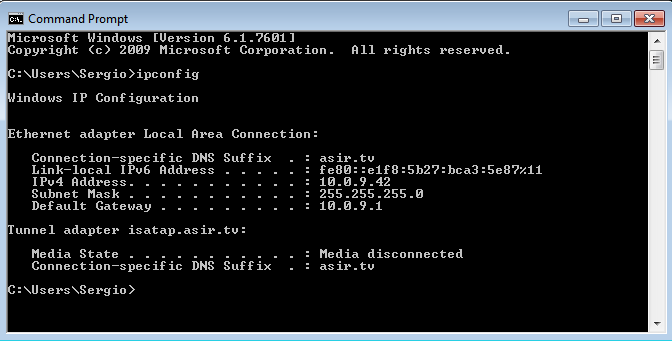 Command Prompt
Microsoft Windows [Version 6.1.7601]
Copyright (c) 2009 Microsoft Corporation.  All rights reserved.
C:\Users\Sergio>ipconfig
Windows IP Configuration
Ethernet adapter Local Area Connection:
   Connection-specific DNS Suffix  . : asir.tv
   Link-local IPv6 Address . . . . . : fe80::e1f8:5b27:bca3:5e87%11
   IPv4 Address. . . . . . . . . . . : 10.0.9.42
   Subnet Mask . . . . . . . . . . . : 255.255.255.0
   Default Gateway . . . . . . . . . : 10.0.9.1
Tunnel adapter isatap.asir.tv:
   Media State . . . . . . . . . . . : Media disconnected
   Connection-specific DNS Suffix  . : asir.tv
C:\Users\Sergio>